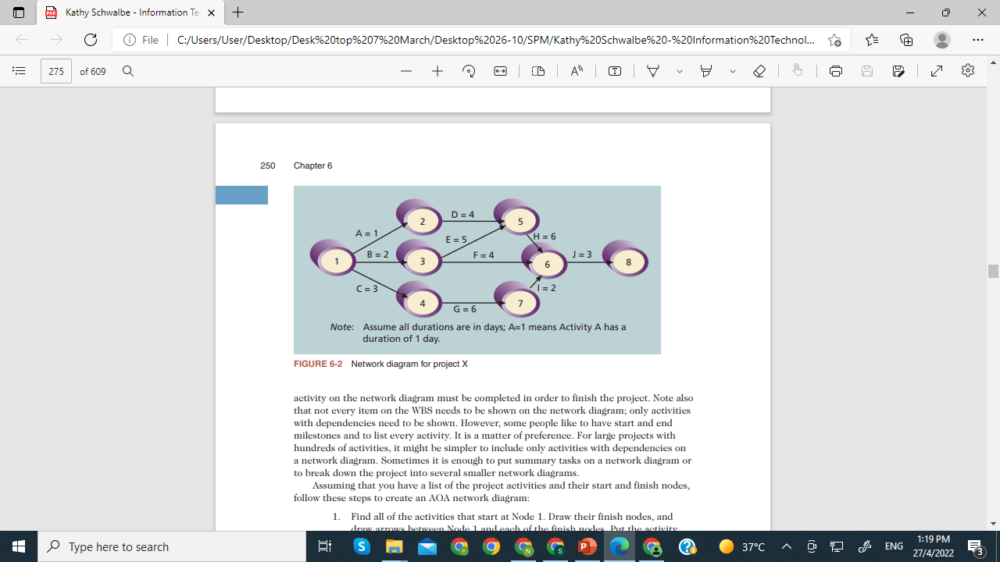 Kathy Schwalbe - Information Te
File
C:/Users/User/Desktop/Desk%20top%207%20March/Desktop%2026-10/SPM/Kathy%20Schwalbe%20-%20Information%20Technol...
275 of 609
250 Chapter 6
D = 4
2
5
A = 1
E = 5
H = 6
B = 2
F = 4
J = 3
1
3
6
8
C = 3
I = 2
4
7
G = 6
Note: Assume all durations are in days; A=1 means Activity A has a
duration of 1 day.
FIGURE 6-2 Network diagram for project X
activity on the network diagram must be completed in order to finish the project. Note also
that not every item on the WBS needs to be shown on the network diagram; only activities
with dependencies need to be shown. However, some people like to have start and end
milestones and to list every activity. It is a matter of preference. For large projects with
hundreds of activities, it might be simpler to include only activities with dependencies on
a network diagram. Sometimes it is enough to put summary tasks on a network diagram or
to break down the project into several smaller network diagrams.
Assuming that you have a list of the project activities and their start and finish nodes,
follow these steps to create an AOA network diagram:
1. Find all of the activities that start at Node 1. Draw their finish nodes, and
draw arrows between Node 1 and each of the finish nodes. Put the activity
Type here to search
37°C
ENG
1:19 PM
27/4/2022
3